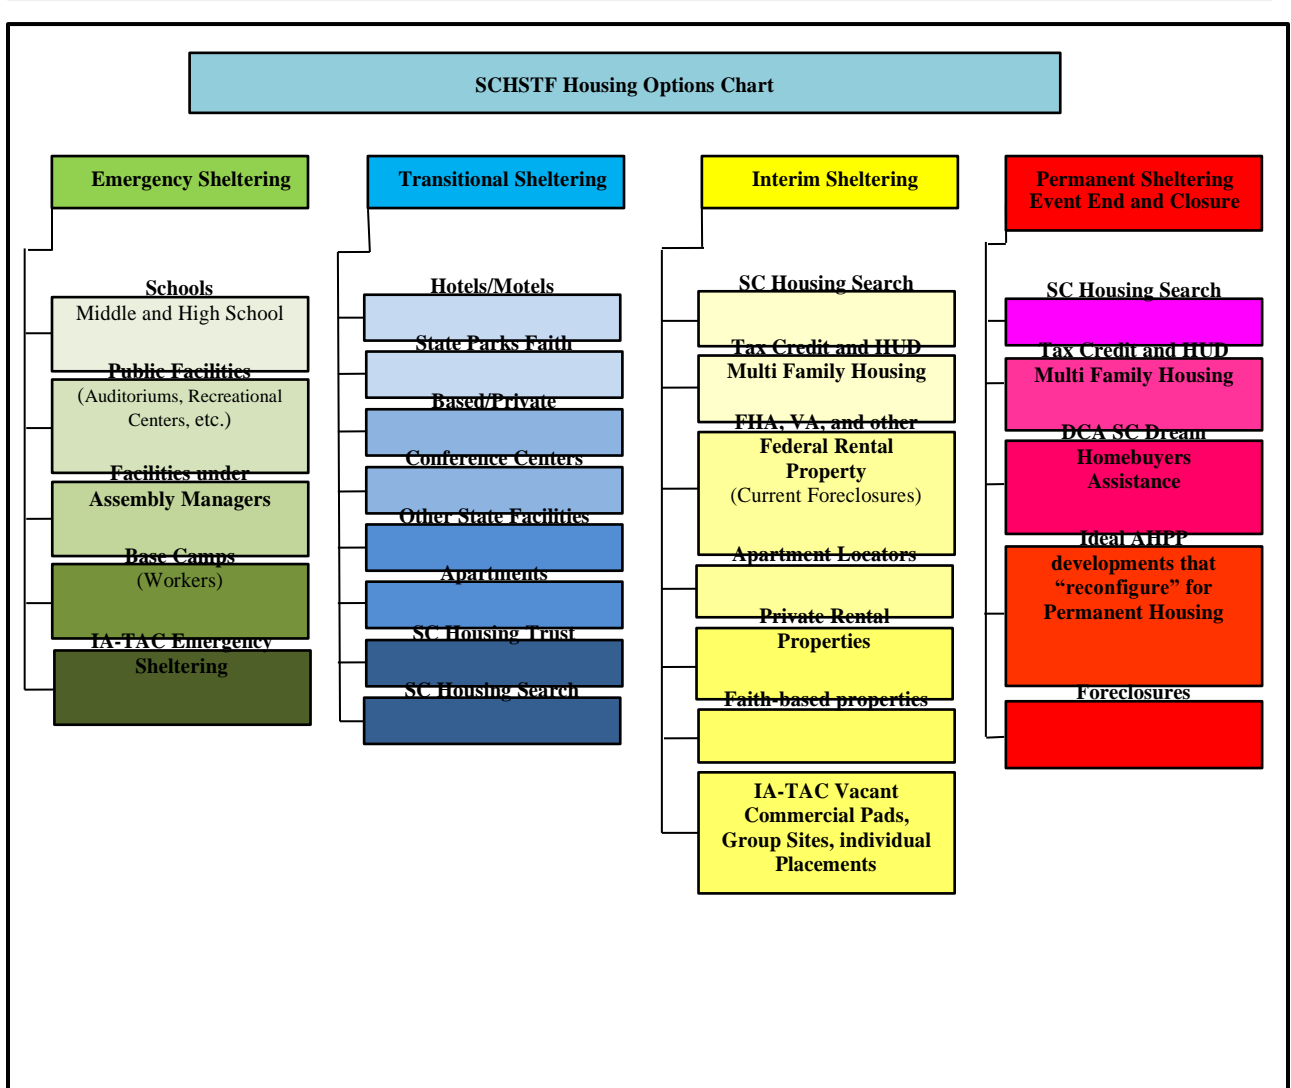 SCHSTF Housing Options Chart
Emergency Sheltering
Schools
Middle and High School
Public Facilities
(Auditoriums, Recreational
Centers, etc.)
Facilities under
Assembly Managers
Base Camps
(Workers)
IA-TAC Emergency
Sheltering
Transitional Sheltering
Hotels/Motels
State Parks Faith
Based/Private
Conference Centers
Other State Facilities
Apartments
SC Housing Trust
SC Housing Search
Interim Sheltering
SC Housing Search
Tax Credit and HUD
Multi Family Housing
FHA, VA, and other
Federal Rental
Property
(Current Foreclosures)
Apartment Locators
Private Rental
Properties
Faith-based properties
IA-TAC Vacant
Commercial Pads,
Group Sites, individual
Placements
Permanent Sheltering
Event End and Closure
SC Housing Search
Tax Credit and HUD
Multi Family Housing
DCA SC Dream
Homebuyers
Assistance
Ideal AHPP
developments that
“reconfigure” for
Permanent Housing
Foreclosures